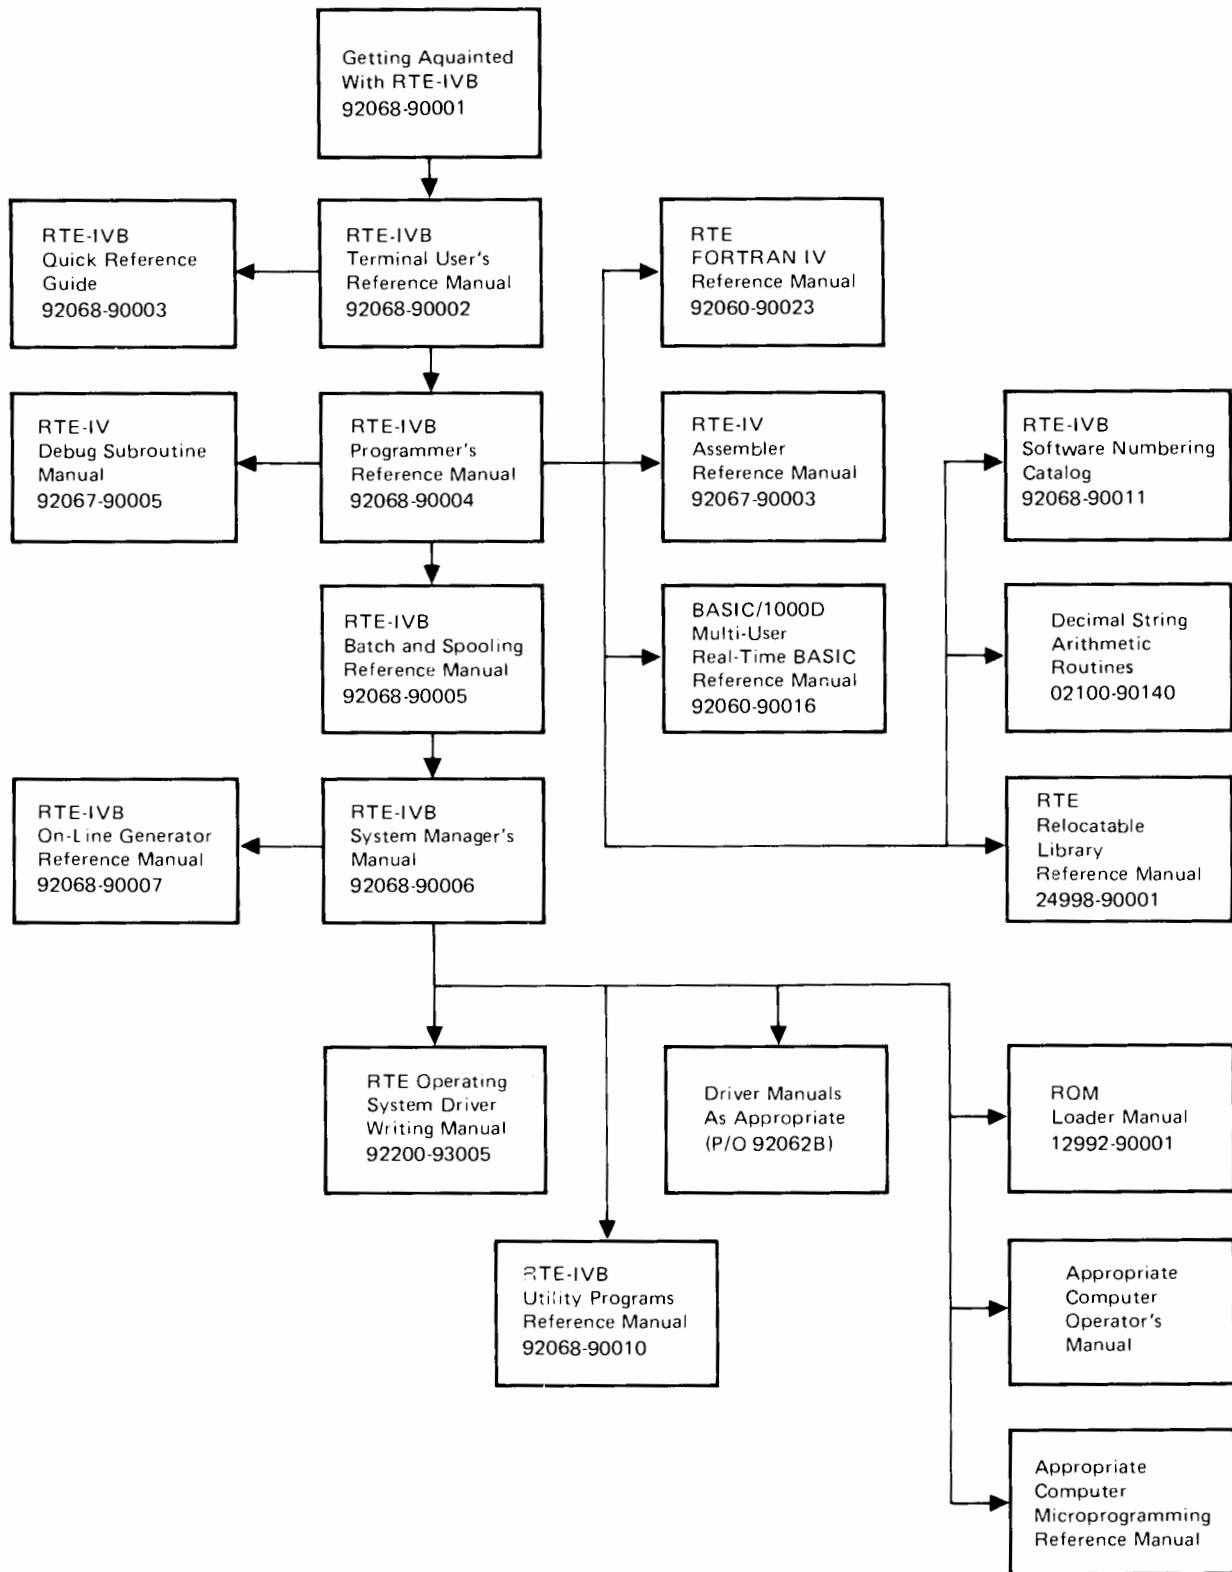 Getting Aquainted
With RTE-IVB
92068-90001
RTE-IVB
Quick Reference
Guide
92068-90003
RTE-IVB
Terminal User's
Reference Manual
92068-90002
RTE
FORTRAN IV
Reference Manual
92060-90023
RTE-IV
Debug Subroutine
Manual
92067-90005
RTE-IVB
Programmer's
Reference Manual
92068-90004
RTE-IV
Assembler
Reference Manual
92067-90003
RTE-IVB
Software Numbering
Catalog
92068-90011
RTE-IVB
Batch and Spooling
Reference Manual
92068-90005
BASIC/1000D
Multi-User
Real-Time BASIC
Reference Manual
92060-90016
Decimal String
Arithmetic
Routines
02100-90140
RTE-IVB
On-Line Generator
Reference Manual
92068-90007
RTE-IVB
System Manager's
Manual
92068-90006
RTE
Relocatable
Library
Reference Manual
24998-90001
RTE Operating
System Driver
Writing Manual
92200-93005
Driver Manuals
As Appropriate
(P/O 92062B)
ROM
Loader Manual
12992-90001
RTE-IVB
Utility Programs
Reference Manual
92068-90010
Appropriate
Computer
Operator's
Manual
Appropriate
Computer
Microprogramming
Reference Manual